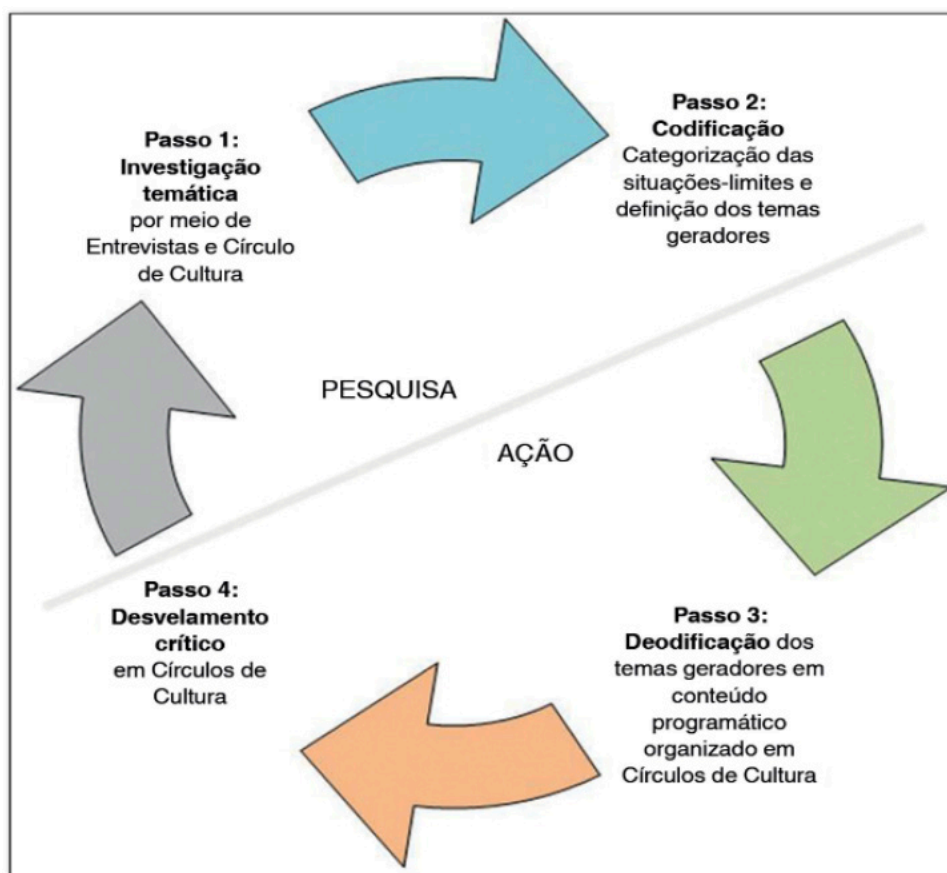 Passo 1:
Investigação
temática
por meio de
Entrevistas e Círculo
de Cultura
Passo 2:
Codificação
Categorização das
situações-limites e
definição dos temas
geradores
PESQUISA
AÇÃO
Passo 3:
Deodificação dos
temas geradores em
conteúdo
programático
organizado em
Círculos de Cultura
Passo 4:
Desvelamento
crítico
em Círculos de
Cultura